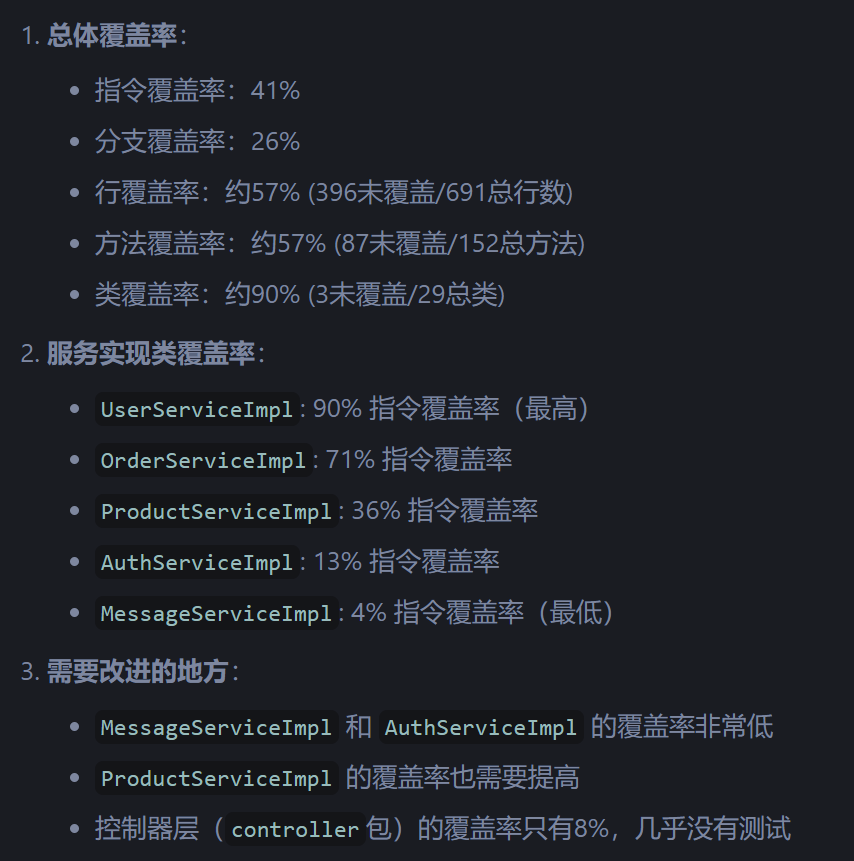 1. 总体覆盖率：
• 指令覆盖率：41%
• 分支覆盖率：26%
• 行覆盖率：约57% (396未覆盖/691总行数)
• 方法覆盖率：约57% (87未覆盖/152总方法)
• 类覆盖率：约90% (3未覆盖/29总类)
2. 服务实现类覆盖率：
• UserServiceImpl: 90% 指令覆盖率（最高）
• OrderServiceImpl: 71% 指令覆盖率
• ProductServiceImpl: 36% 指令覆盖率
• AuthServiceImpl: 13% 指令覆盖率
• MessageServiceImpl: 4% 指令覆盖率（最低）
3. 需要改进的地方：
• MessageServiceImpl 和 AuthServiceImpl 的覆盖率非常低
• ProductServiceImpl 的覆盖率也需要提高
• 控制器层（controller包）的覆盖率只有8%，几乎没有测试